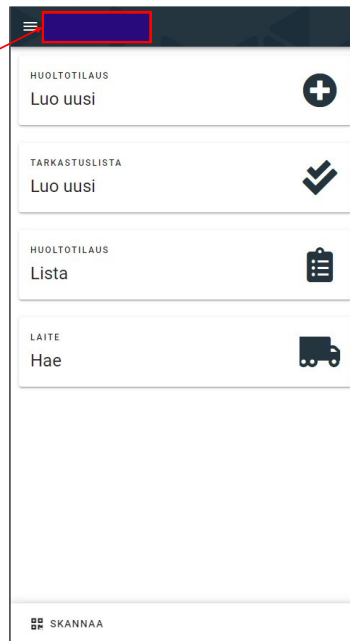 HUOLTOTILAUS
Luo uusi
TARKASTUSLISTA
Luo uusi
HUOLTOTILAUS
Lista
LAITE
Hae
SKANNAA